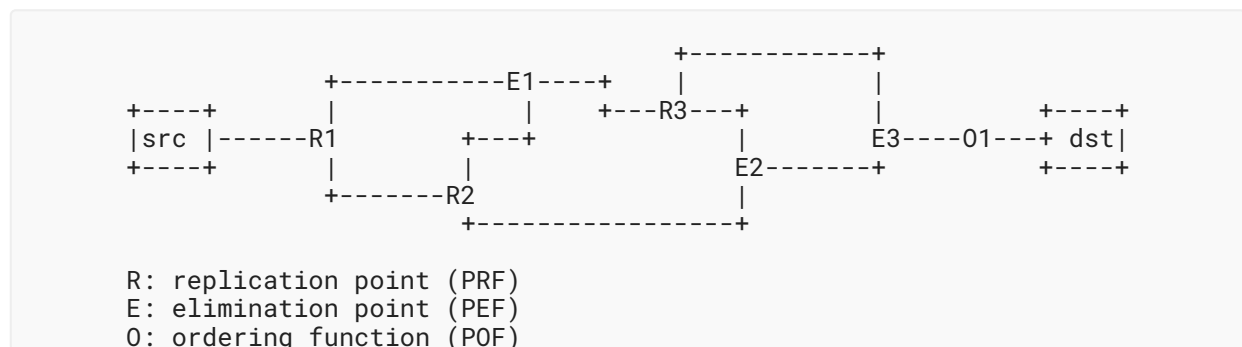 +------------+
                         +-----------E1----+    |            |
            +----+       |            |    +---R3---+        |          +----+
            |src |------R1        +---+             |       E3----O1---+ dst|
            +----+       |        |                 E2-------+          +----+
                         +-------R2                 |
                                  +-----------------+
R: replication point (PRF)
E: elimination point (PEF)
O: ordering function (POF)